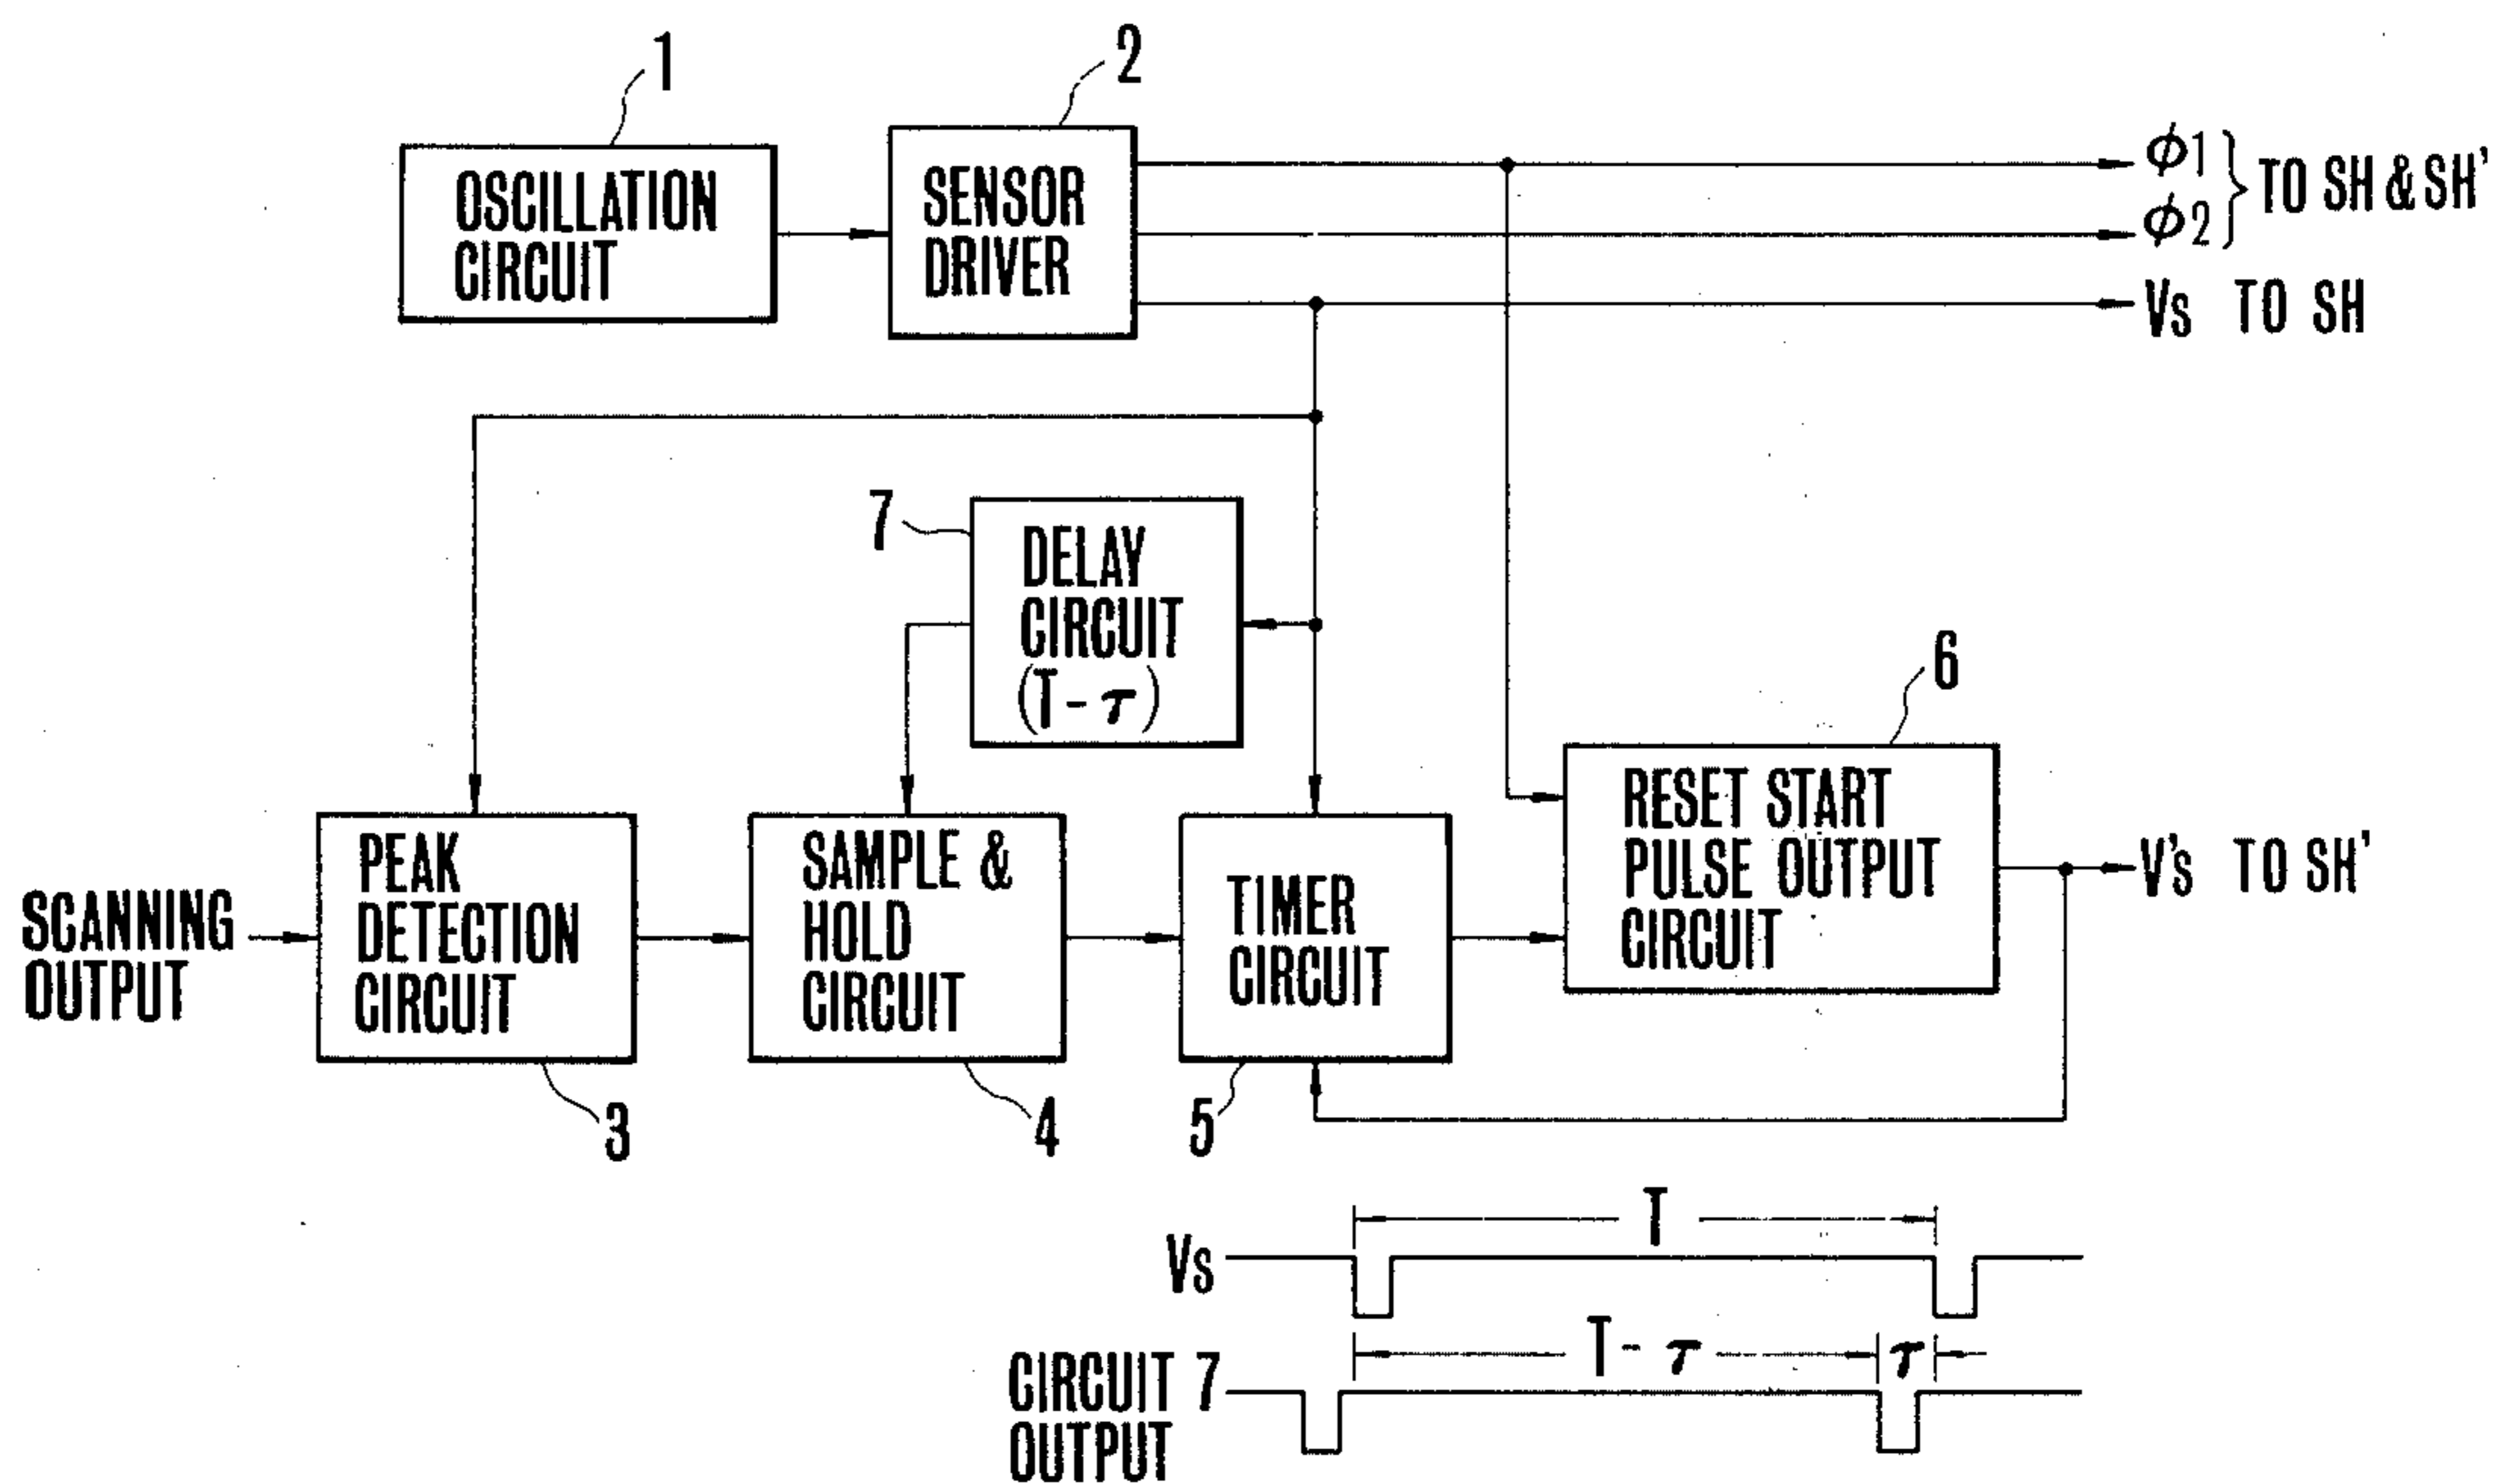 1
2
OSCILLATION
CIRCUIT
SENSOR
DRIVER
ϕ1
ϕ2
TO SH & SH'
Vs TO SH
7
DELAY
CIRCUIT
(T-τ)
6
RESET START
PULSE OUTPUT
CIRCUIT
V's TO SH'
SCANNING
OUTPUT
PEAK
DETECTION
CIRCUIT
SAMPLE &
HOLD
CIRCUIT
TIMER
CIRCUIT
3
4
5
T
Vs
T-τ
τ
CIRCUIT 7
OUTPUT